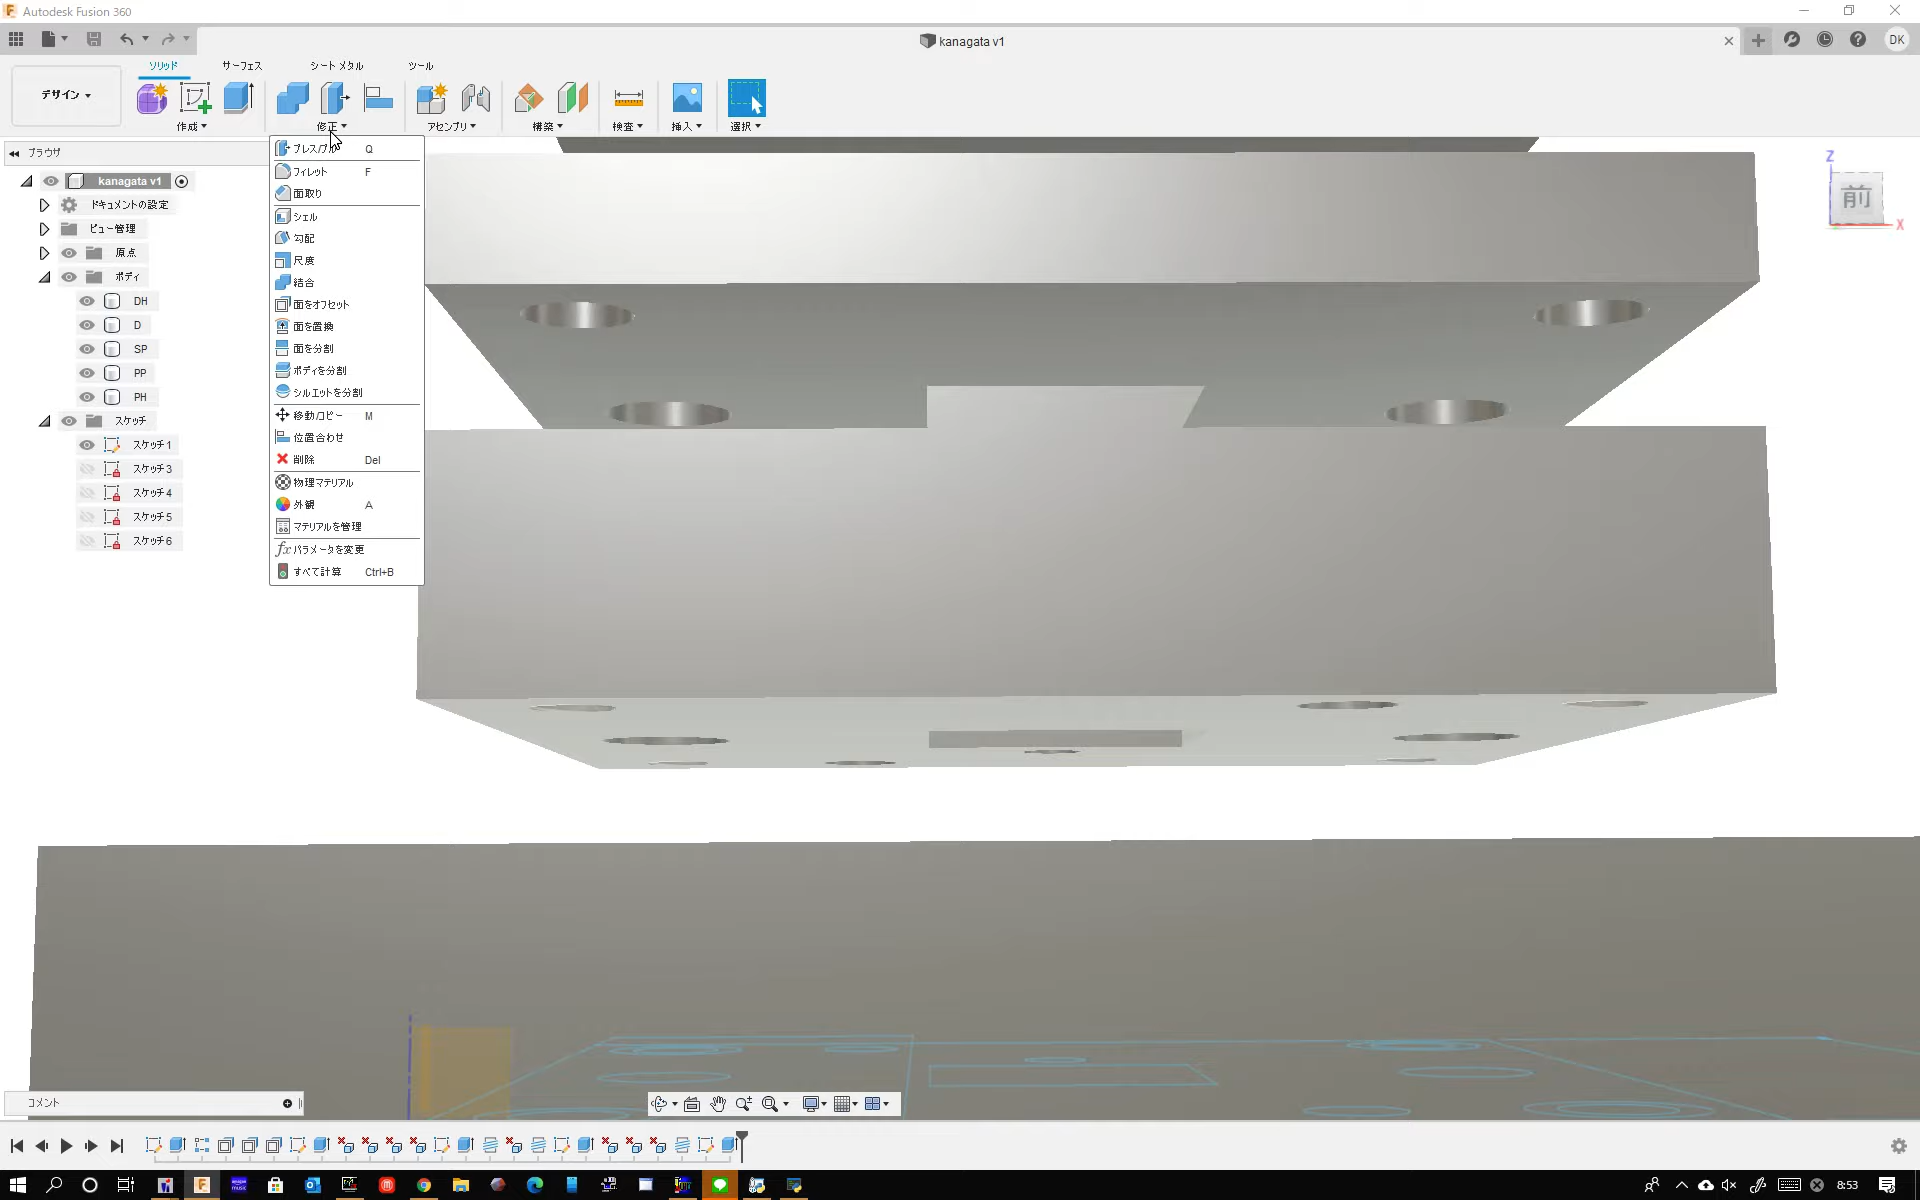 Autodesk Fusion 360
kanagata v1
DK
ソリッド サーフェス シート メタル ツール
デザイン
作成 修正 アセンブリ 構築 検査 挿入 選択
ブラウザ
kanagata v1
ドキュメントの設定
ビュー管理
原点
ボディ
DH
D
SP
PP
PH
スケッチ
スケッチ1
スケッチ3
スケッチ4
スケッチ5
スケッチ6
プレス/プル Q
フィレット F
面取り
シェル
勾配
尺度
結合
面をオフセット
面を置換
面を分割
ボディを分割
シルエットを分割
移動/コピー M
位置合わせ
削除 Del
物理マテリアル
外観 A
マテリアルを管理
fx パラメータを変更
すべて計算 Ctrl+B
Z
前
X
コメント
8:53